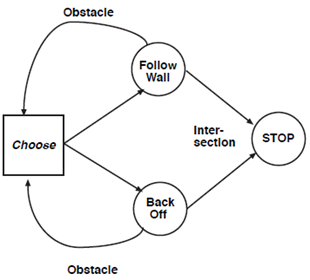 Obstacle
Follow
Wall
Choose
Inter-
section
STOP
Back
Off
Obstacle